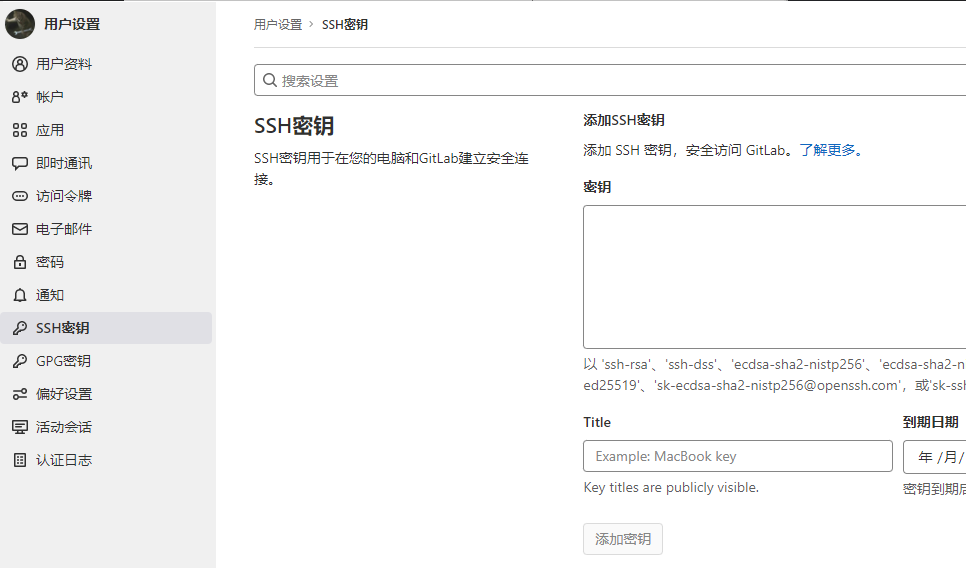 用户设置
用户资料
帐户
应用
即时通讯
访问令牌
电子邮件
密码
通知
SSH密钥
GPG密钥
偏好设置
活动会话
认证日志
用户设置 › SSH密钥
搜索设置
SSH密钥
SSH密钥用于在您的电脑和GitLab建立安全连
接。
添加SSH密钥
添加 SSH 密钥，安全访问 GitLab。了解更多。
密钥
以 'ssh-rsa'、'ssh-dss'、'ecdsa-sha2-nistp256'、'ecdsa-sha2-n
ed25519'、'sk-ecdsa-sha2-nistp256@openssh.com'，或'sk-ssh
Title
到期日期
Example: MacBook key
年 /月/
Key titles are publicly visible.
密钥到期后
添加密钥